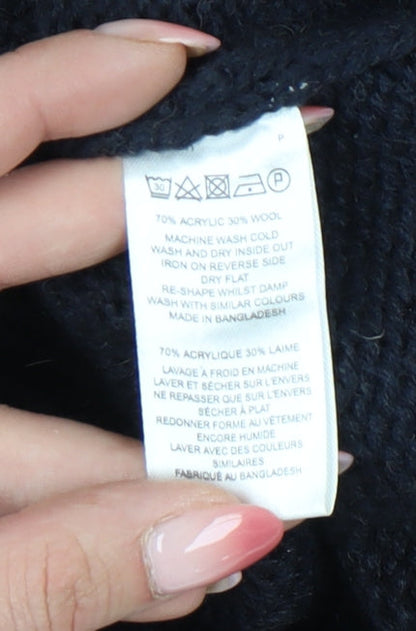 P
30 P
70% ACRYLIC 30% WOOL
MACHINE WASH COLD
WASH AND DRY INSIDE OUT
IRON ON REVERSE SIDE
DRY FLAT
RE-SHAPE WHILST DAMP
WASH WITH SIMILAR COLOURS
MADE IN BANGLADESH
70% ACRYLIQUE 30% LAIME
LAVAGE À FROID EN MACHINE
LAVER ET SÉCHER SUR L'ENVERS
NE REPASSER QUE SUR L'ENVERS
SÉCHER À PLAT
REDONNER FORME AU VÊTEMENT
ENCORE HUMIDE
LAVER AVEC DES COULEURS
SIMILAIRES
FABRIQUÉ AU BANGLADESH